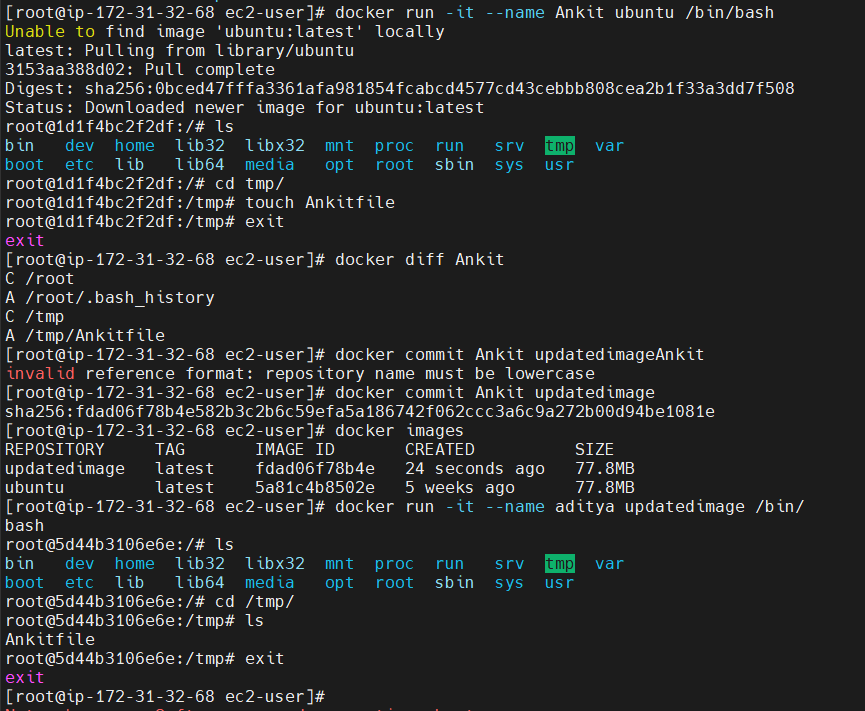 [root@ip-172-31-32-68 ec2-user]# docker run -it --name Ankit ubuntu /bin/bash
Unable to find image 'ubuntu:latest' locally
latest: Pulling from library/ubuntu
3153aa388d02: Pull complete
Digest: sha256:0bced47fffa3361afa981854fcabcd4577cd43cebbb808cea2b1f33a3dd7f508
Status: Downloaded newer image for ubuntu:latest
root@1d1f4bc2f2df:/# ls
bin   dev  home  lib32  libx32  mnt  proc  run   srv  tmp  var
boot  etc  lib   lib64  media   opt  root  sbin  sys  usr
root@1d1f4bc2f2df:/# cd tmp/
root@1d1f4bc2f2df:/tmp# touch Ankitfile
root@1d1f4bc2f2df:/tmp# exit
exit
[root@ip-172-31-32-68 ec2-user]# docker diff Ankit
C /root
A /root/.bash_history
C /tmp
A /tmp/Ankitfile
[root@ip-172-31-32-68 ec2-user]# docker commit Ankit updatedimageAnkit
invalid reference format: repository name must be lowercase
[root@ip-172-31-32-68 ec2-user]# docker commit Ankit updatedimage
sha256:fdad06f78b4e582b3c2b6c59efa5a186742f062ccc3a6c9a272b00d94be1081e
[root@ip-172-31-32-68 ec2-user]# docker images
REPOSITORY     TAG       IMAGE ID       CREATED          SIZE
updatedimage   latest    fdad06f78b4e   24 seconds ago   77.8MB
ubuntu         latest    5a81c4b8502e   5 weeks ago      77.8MB
[root@ip-172-31-32-68 ec2-user]# docker run -it --name aditya updatedimage /bin/
bash
root@5d44b3106e6e:/# ls
bin   dev  home  lib32  libx32  mnt  proc  run   srv  tmp  var
boot  etc  lib   lib64  media   opt  root  sbin  sys  usr
root@5d44b3106e6e:/# cd /tmp/
root@5d44b3106e6e:/tmp# ls
Ankitfile
root@5d44b3106e6e:/tmp# exit
exit
[root@ip-172-31-32-68 ec2-user]#